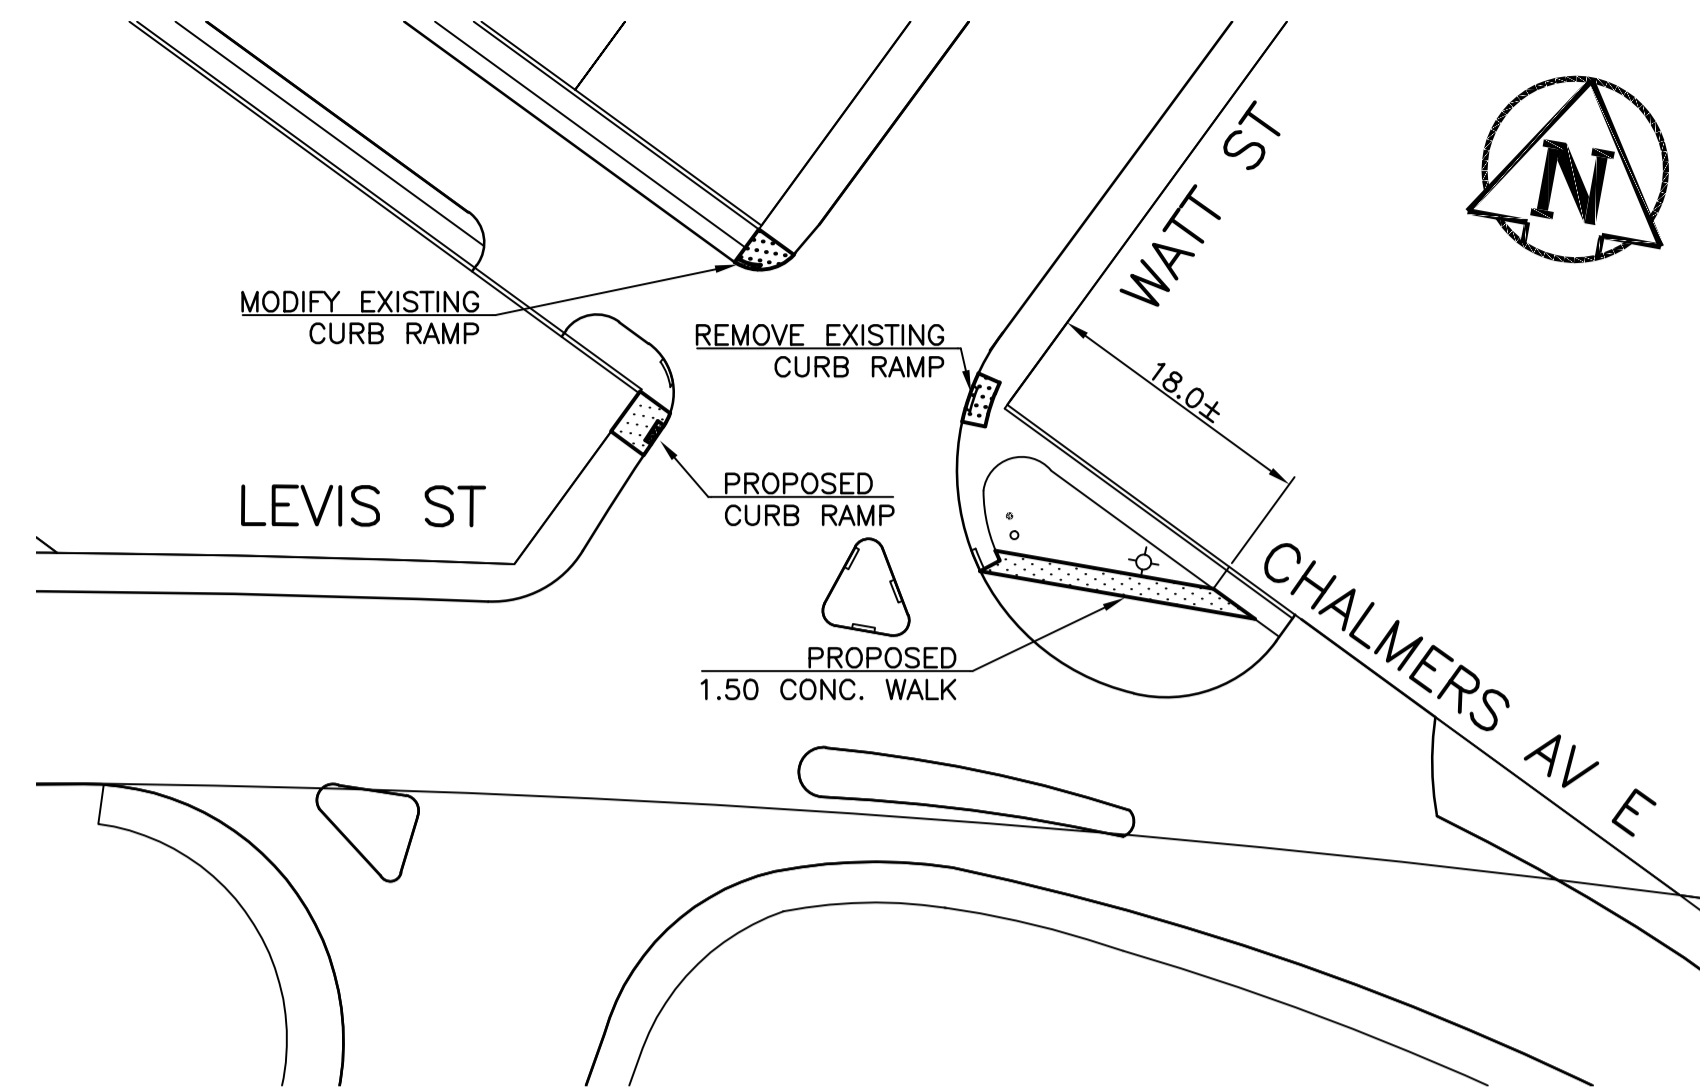 N
WATT ST
MODIFY EXISTING
CURB RAMP
REMOVE EXISTING
CURB RAMP
18.0±
LEVIS ST
PROPOSED
CURB RAMP
CHALMERS AV E
PROPOSED
1.50 CONC. WALK